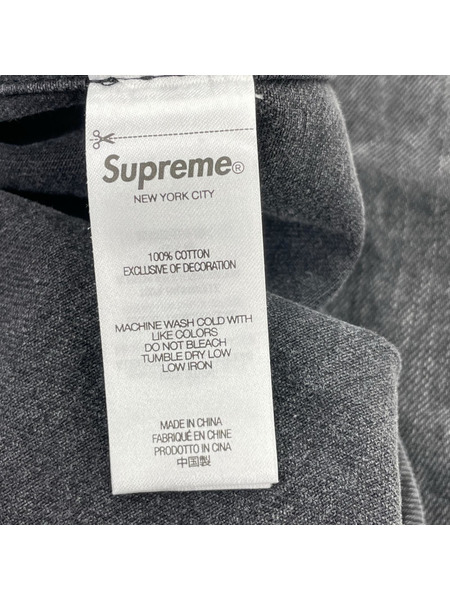 Supreme®
NEW YORK CITY
100% COTTON
EXCLUSIVE OF DECORATION
MACHINE WASH COLD WITH
LIKE COLORS
DO NOT BLEACH
TUMBLE DRY LOW
LOW IRON
MADE IN CHINA
FABRIQUÉ EN CHINE
PRODOTTO IN CINA
中国製